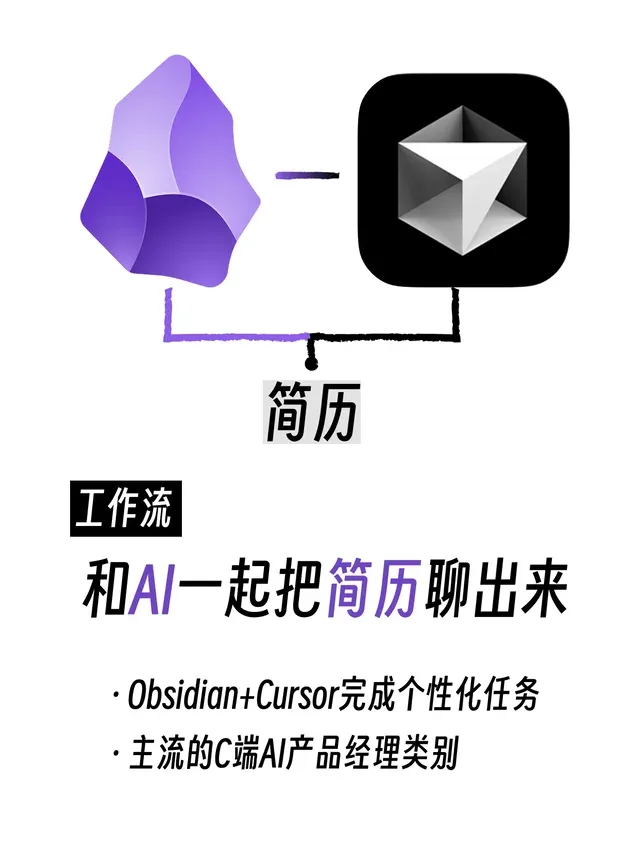 简历
工作流
和AI一起把简历聊出来
· Obsidian+Cursor完成个性化任务
· 主流的C端AI产品经理类别